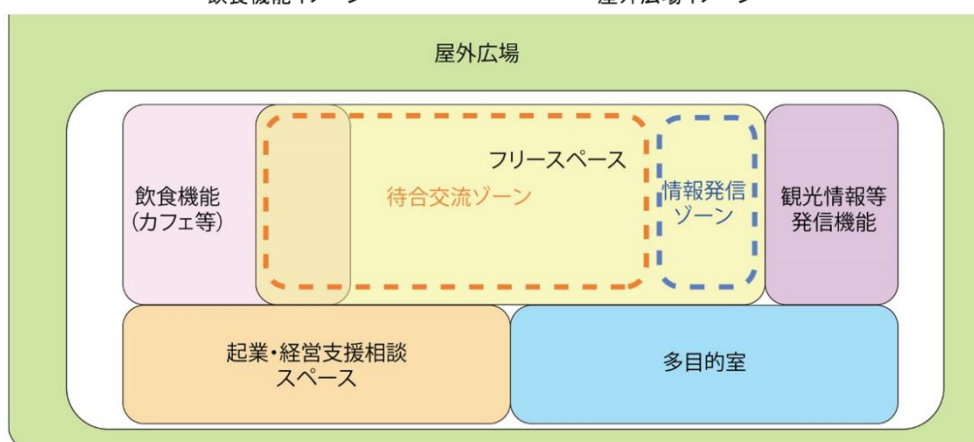 屋外広場
フリースペース
待合交流ゾーン
飲食機能
(カフェ等)
情報発信
ゾーン
観光情報等
発信機能
起業・経営支援相談
スペース
多目的室